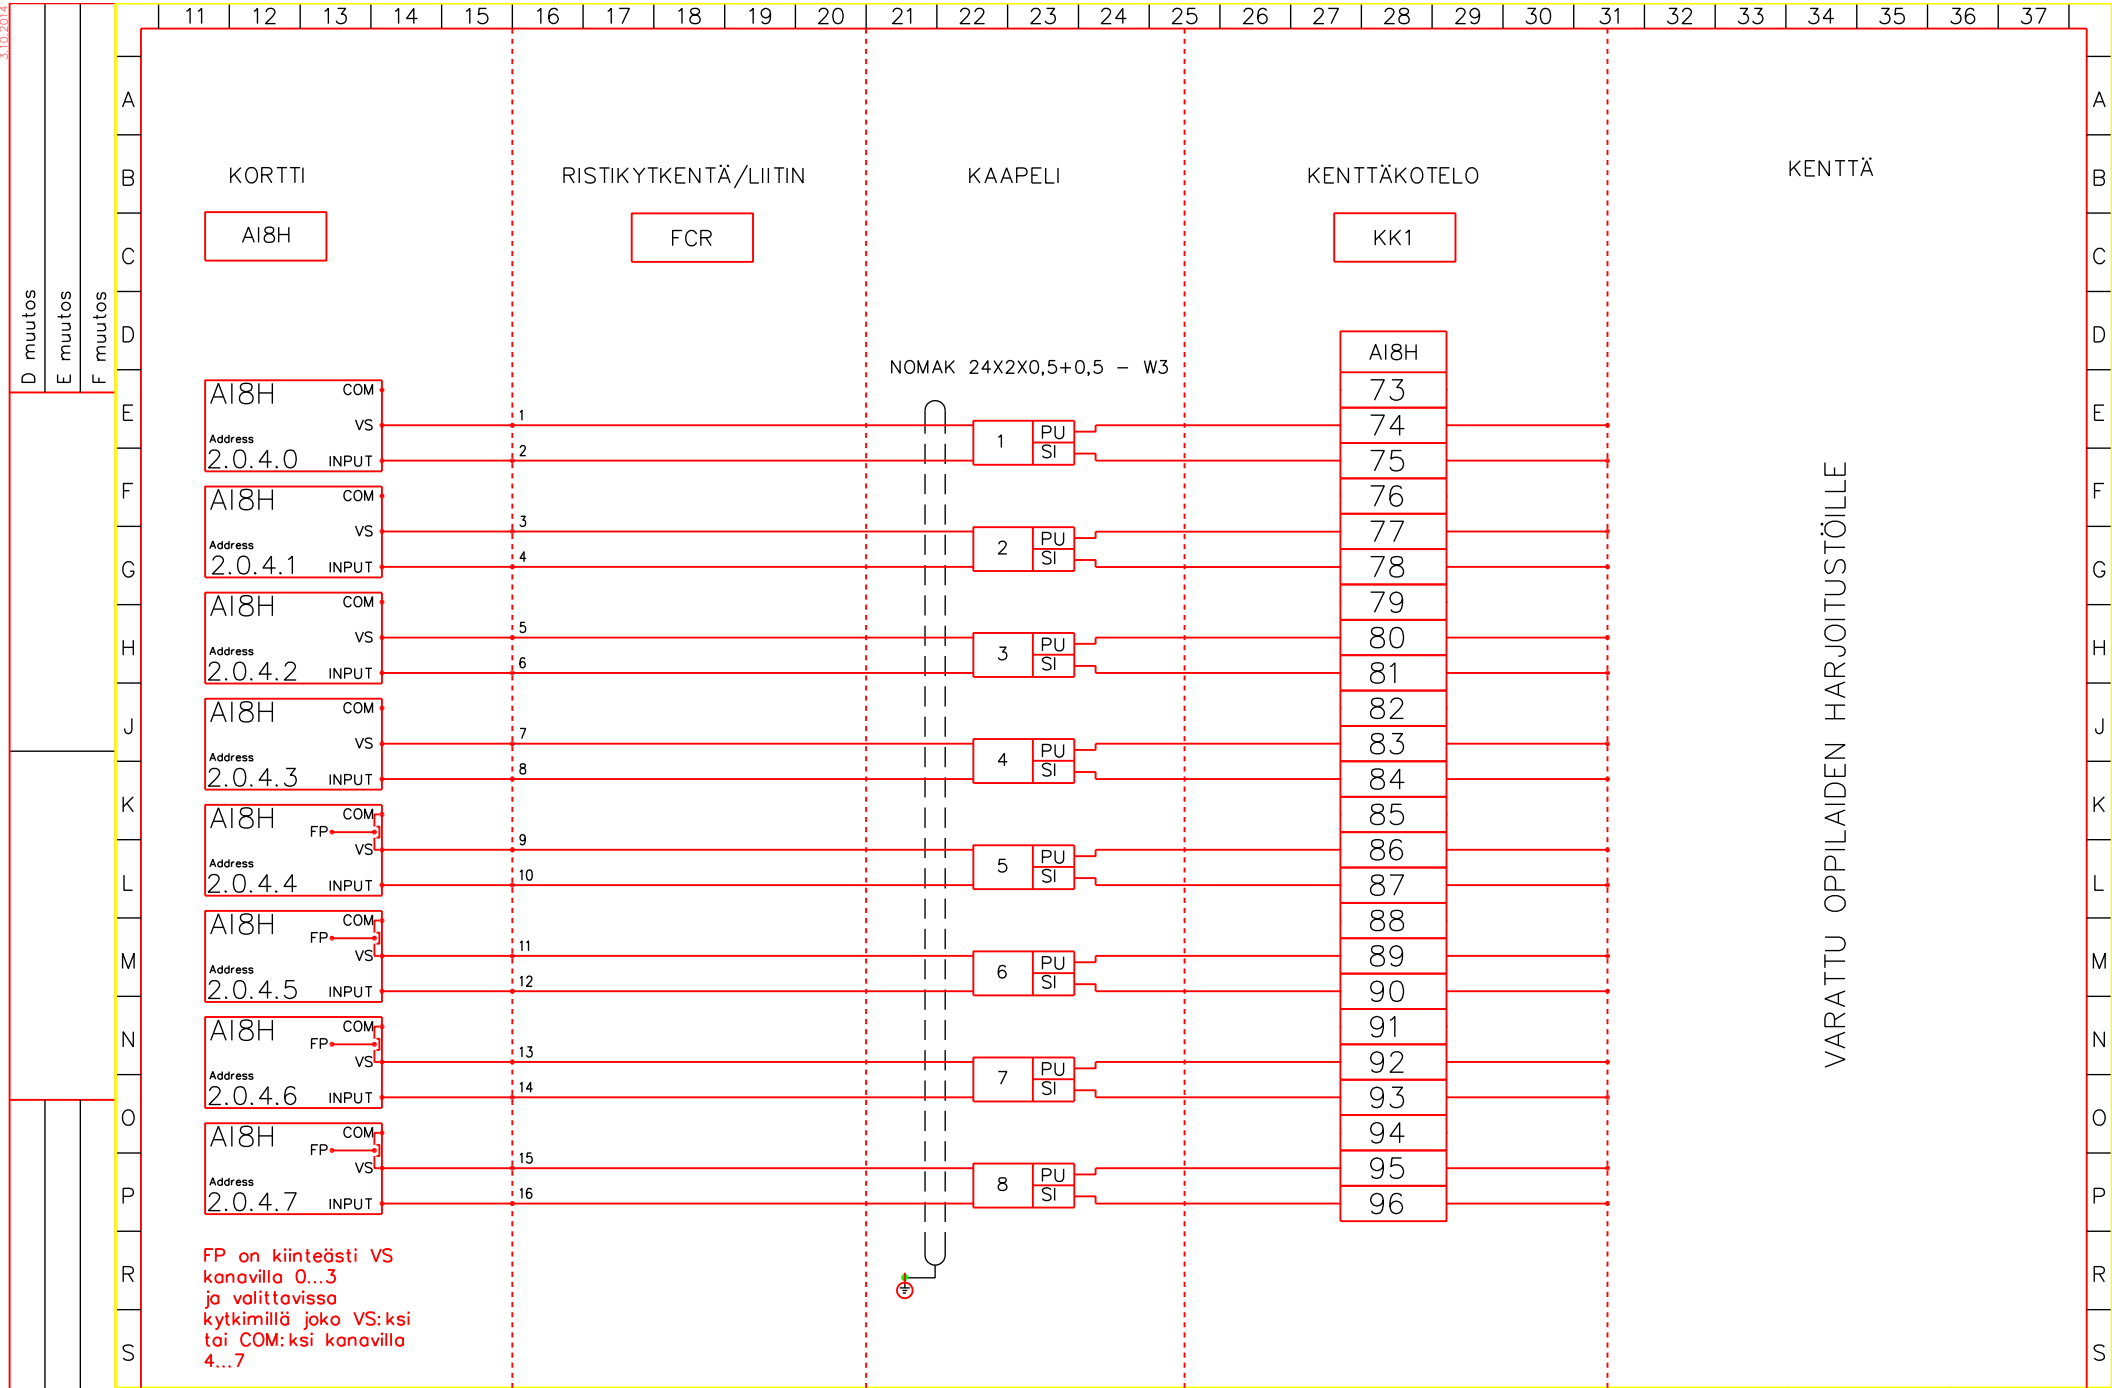 3.10.2014
11 12 13 14 15 16 17 18 19 20 21 22 23 24 25 26 27 28 29 30 31 32 33 34 35 36 37
D muutos
E muutos
F muutos
A A
B B
C C
D D
E E
F F
G G
H H
J J
K K
L L
M M
N N
O O
P P
R R
S S
KORTTI
AI8H
RISTIKYTKENTÄ/LIITIN
FCR
KAAPELI
KENTTÄKOTELO
KK1
KENTTÄ
NOMAK 24X2X0,5+0,5 – W3
AI8H
73
AI8H COM
VS 1 1 PU 74
Address
2.0.4.0 INPUT 2 SI 75
AI8H COM 76
VS 3 2 PU 77
Address
2.0.4.1 INPUT 4 SI 78
AI8H COM 79
VS 5 3 PU 80
Address
2.0.4.2 INPUT 6 SI 81
AI8H COM 82
VS 7 4 PU 83
Address
2.0.4.3 INPUT 8 SI 84
AI8H COM 85
FP
VS 9 5 PU 86
Address
2.0.4.4 INPUT 10 SI 87
AI8H COM 88
FP
VS 11 6 PU 89
Address
2.0.4.5 INPUT 12 SI 90
AI8H COM 91
FP
VS 13 7 PU 92
Address
2.0.4.6 INPUT 14 SI 93
AI8H COM 94
FP
VS 15 8 PU 95
Address
2.0.4.7 INPUT 16 SI 96
VARATTU OPPILAIDEN HARJOITUSTÖILLE
FP on kiinteästi VS
kanavilla 0...3
ja valittavissa
kytkimillä joko VS:ksi
tai COM:ksi kanavilla
4...7